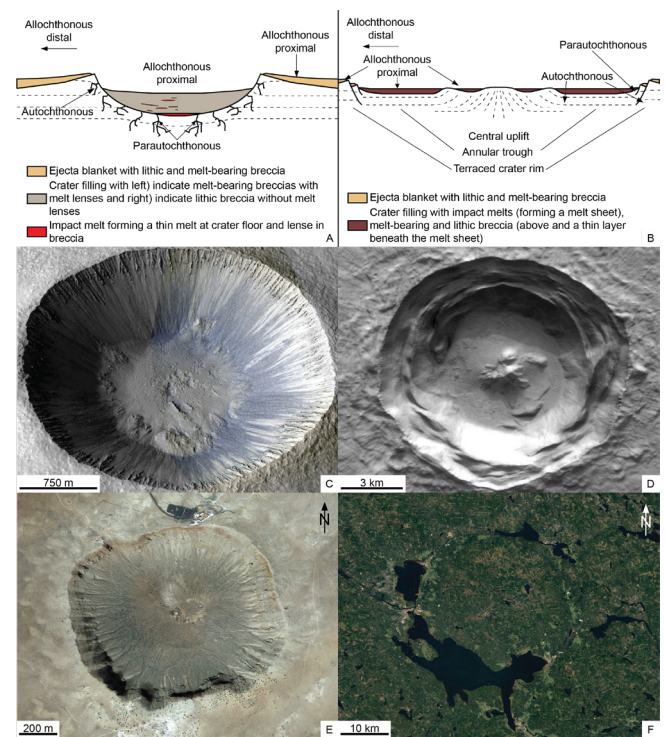 Allochthonous
distal
Allochthonous
proximal
Allochthonous
proximal
Autochthonous
Parautochthonous
Ejecta blanket with lithic and melt-bearing breccia
Crater filling with left) indicate melt-bearing breccias with
melt lenses and right) indicate lithic breccia without melt
lenses
Impact melt forming a thin melt at crater floor and lense in
breccia
A
Allochthonous
distal
Allochthonous
proximal
Parautochthonous
Autochthonous
Central uplift
Annular trough
Terraced crater rim
Ejecta blanket with lithic and melt-bearing breccia
Crater filling with impact melts (forming a melt sheet),
melt-bearing and lithic breccia (above and a thin layer
beneath the melt sheet)
B
750 m
C
3 km
D
N
200 m
E
N
10 km
F